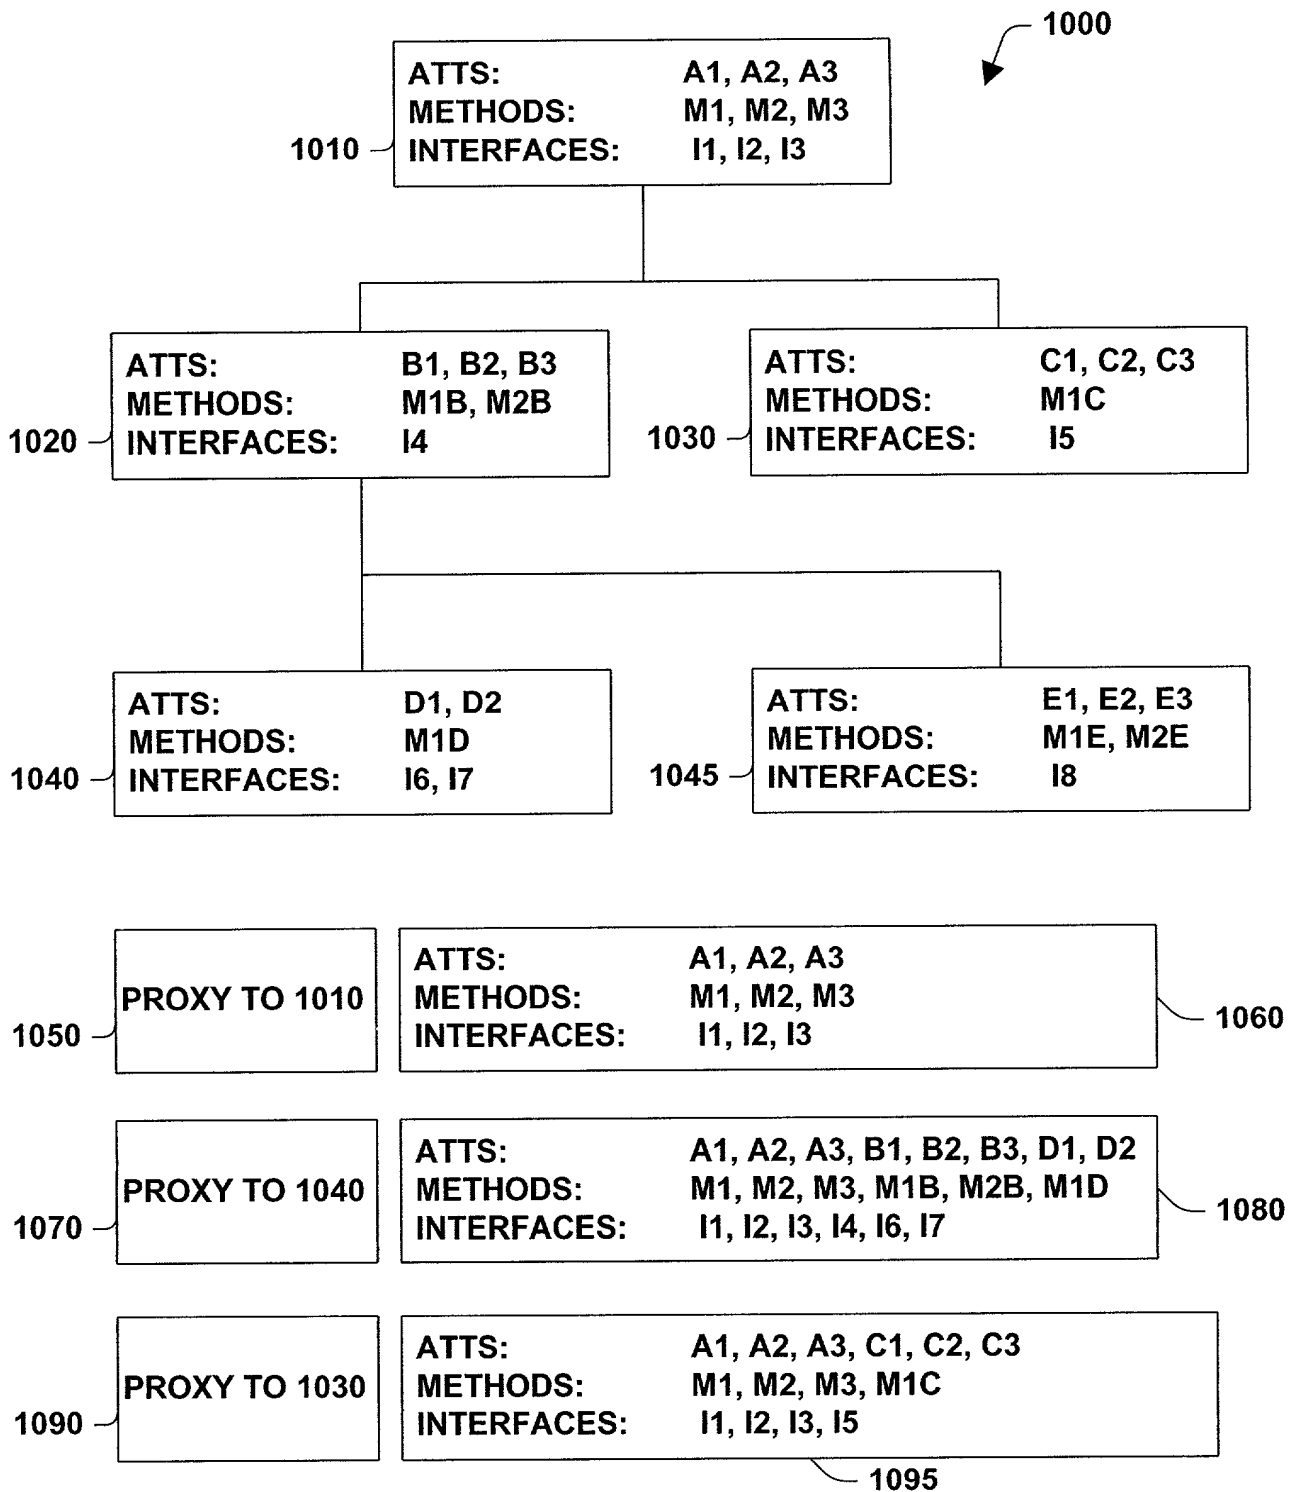 1000
ATTS: A1, A2, A3
METHODS: M1, M2, M3
1010 INTERFACES: I1, I2, I3
ATTS: B1, B2, B3
METHODS: M1B, M2B
1020 INTERFACES: I4
ATTS: C1, C2, C3
METHODS: M1C
1030 INTERFACES: I5
ATTS: D1, D2
METHODS: M1D
1040 INTERFACES: I6, I7
ATTS: E1, E2, E3
METHODS: M1E, M2E
1045 INTERFACES: I8
PROXY TO 1010
1050
ATTS: A1, A2, A3
METHODS: M1, M2, M3
INTERFACES: I1, I2, I3
1060
PROXY TO 1040
1070
ATTS: A1, A2, A3, B1, B2, B3, D1, D2
METHODS: M1, M2, M3, M1B, M2B, M1D
INTERFACES: I1, I2, I3, I4, I6, I7
1080
PROXY TO 1030
1090
ATTS: A1, A2, A3, C1, C2, C3
METHODS: M1, M2, M3, M1C
INTERFACES: I1, I2, I3, I5
1095